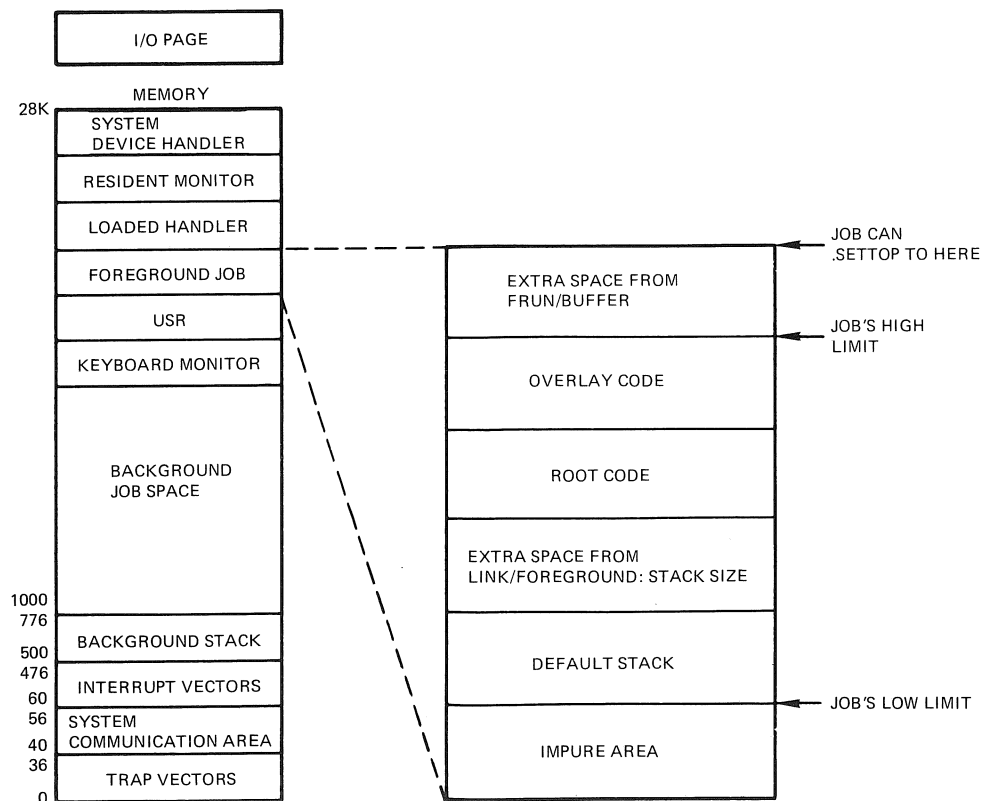 I/O PAGE
MEMORY
28K
SYSTEM
DEVICE HANDLER
RESIDENT MONITOR
LOADED HANDLER
FOREGROUND JOB
USR
KEYBOARD MONITOR
BACKGROUND
JOB SPACE
1000
776
BACKGROUND STACK
500
476
INTERRUPT VECTORS
60
56
SYSTEM
COMMUNICATION AREA
40
36
TRAP VECTORS
0
EXTRA SPACE FROM
FRUN/BUFFER
OVERLAY CODE
ROOT CODE
EXTRA SPACE FROM
LINK/FOREGROUND: STACK SIZE
DEFAULT STACK
IMPURE AREA
JOB CAN
.SETTOP TO HERE
JOB'S HIGH
LIMIT
JOB'S LOW LIMIT